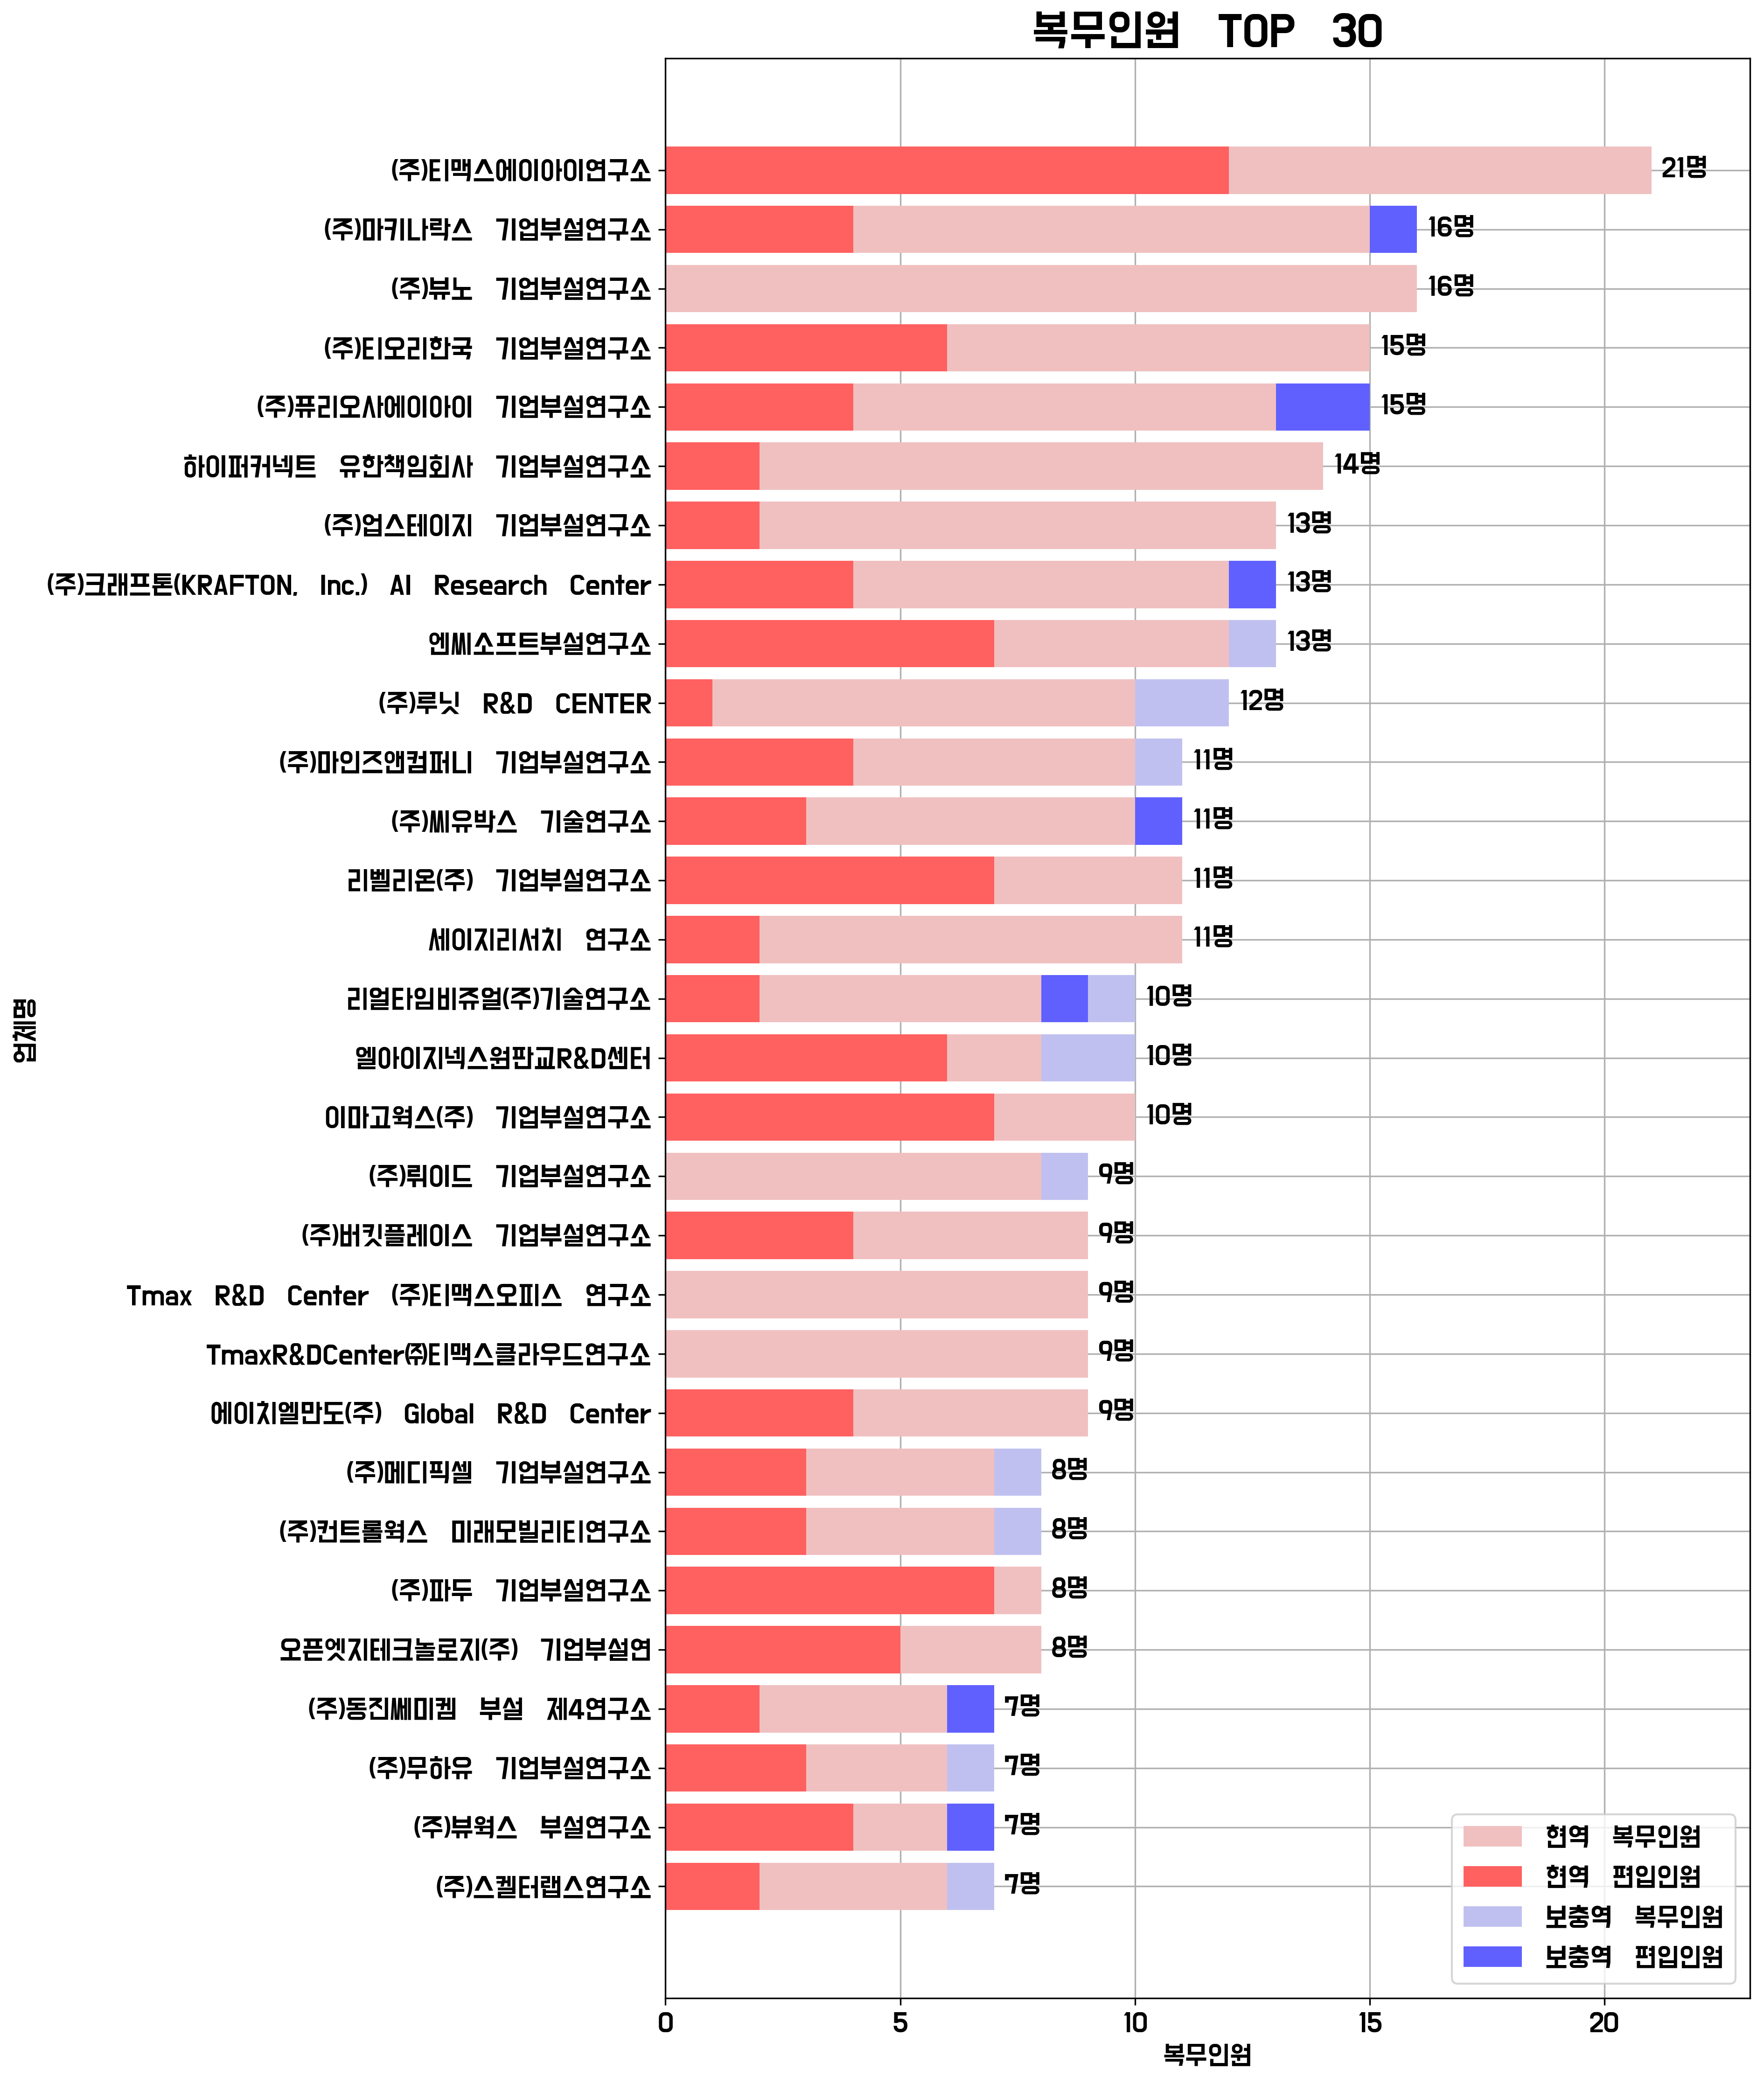 복무인원 TOP 30
(주)티맥스에이아이연구소
21명
(주)마키나락스 기업부설연구소
16명
(주)뷰노 기업부설연구소
16명
(주)티오리한국 기업부설연구소
15명
(주)퓨리오사에이아이 기업부설연구소
15명
하이퍼커넥트 유한책임회사 기업부설연구소
14명
(주)업스테이지 기업부설연구소
13명
(주)크래프톤(KRAFTON, Inc.) AI Research Center
13명
엔씨소프트부설연구소
13명
(주)루닛 R&D CENTER
12명
(주)마인즈앤컴퍼니 기업부설연구소
11명
(주)씨유박스 기술연구소
11명
리벨리온(주) 기업부설연구소
11명
세이지리서치 연구소
11명
리얼타임비쥬얼(주)기술연구소
10명
엘아이지넥스원판교R&D센터
10명
이마고웍스(주) 기업부설연구소
10명
(주)뤼이드 기업부설연구소
9명
(주)버킷플레이스 기업부설연구소
9명
Tmax R&D Center (주)티맥스오피스 연구소
9명
TmaxR&DCenter㈜티맥스클라우드연구소
9명
에이치엘만도(주) Global R&D Center
9명
(주)메디픽셀 기업부설연구소
8명
(주)컨트롤웍스 미래모빌리티연구소
8명
(주)파두 기업부설연구소
8명
오픈엣지테크놀로지(주) 기업부설연
8명
(주)동진쎄미켐 부설 제4연구소
7명
(주)무하유 기업부설연구소
7명
(주)뷰웍스 부설연구소
7명
(주)스켈터랩스연구소
7명
업체명
현역 복무인원
현역 편입인원
보충역 복무인원
보충역 편입인원
0 5 10 15 20
복무인원